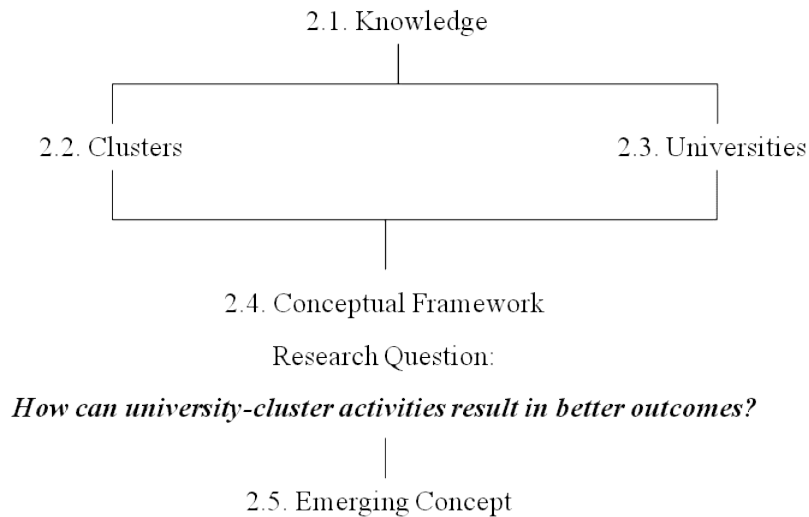 2.1. Knowledge
2.2. Clusters
2.3. Universities
2.4. Conceptual Framework
Research Question:
How can university-cluster activities result in better outcomes?
2.5. Emerging Concept